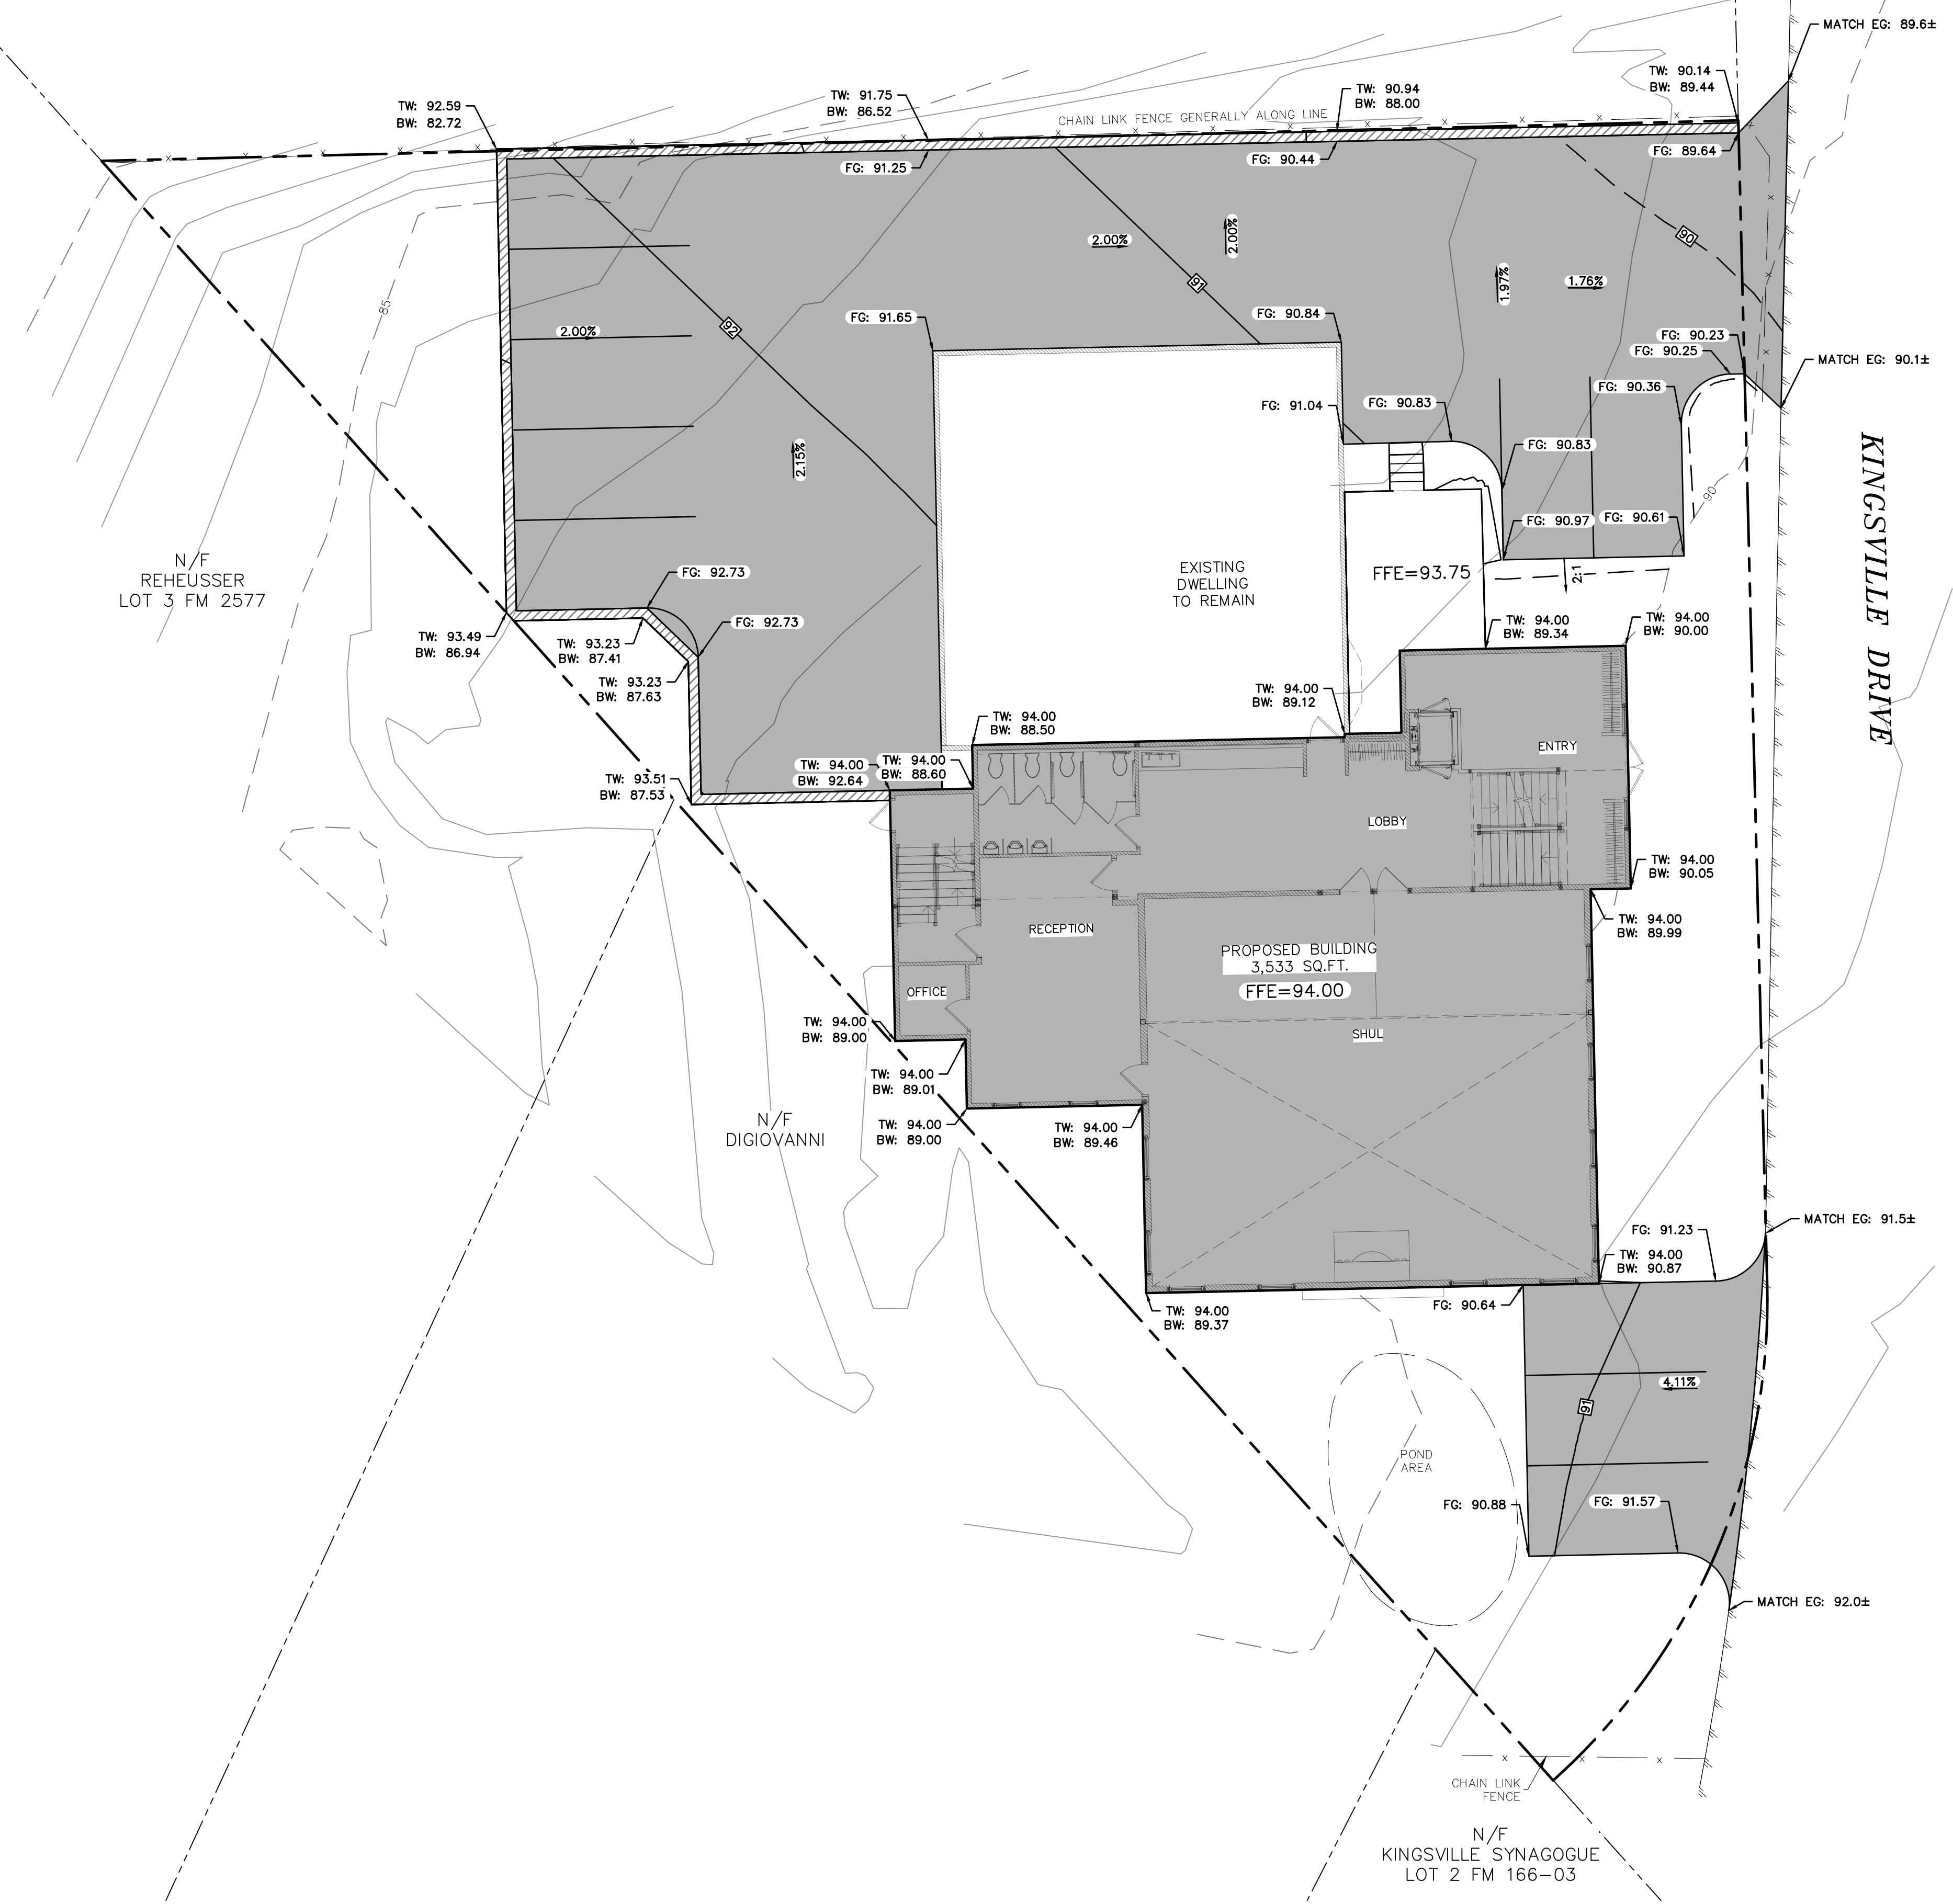 MATCH EG: 89.6±
TW: 92.59
BW: 82.72
TW: 91.75
BW: 86.52
CHAIN LINK FENCE GENERALLY ALONG LINE
TW: 90.94
BW: 88.00
TW: 90.14
BW: 89.44
FG: 91.25
FG: 90.44
FG: 89.64
2.00%
2.00%
90
91
1.97%
1.76%
85
92
2.00%
FG: 91.65
FG: 90.84
FG: 90.23
FG: 90.25
MATCH EG: 90.1±
FG: 90.36
FG: 91.04
FG: 90.83
FG: 90.83
2.15%
90
FG: 90.97
FG: 90.61
KINGSVILLE DRIVE
N/F
REHEUSSER
LOT 3 FM 2577
FG: 92.73
EXISTING
DWELLING
TO REMAIN
FFE=93.75
2:1
FG: 92.73
TW: 93.49
BW: 86.94
TW: 93.23
BW: 87.41
TW: 93.23
BW: 87.63
TW: 94.00
BW: 89.34
TW: 94.00
BW: 90.00
TW: 94.00
BW: 89.12
TW: 94.00
BW: 88.50
ENTRY
TW: 94.00
BW: 92.64
TW: 94.00
BW: 88.60
TW: 93.51
BW: 87.53
LOBBY
TW: 94.00
BW: 90.05
TW: 94.00
BW: 89.99
RECEPTION
PROPOSED BUILDING
3,533 SQ.FT.
FFE=94.00
OFFICE
SHUL
TW: 94.00
BW: 89.00
TW: 94.00
BW: 89.01
TW: 94.00
BW: 89.00
TW: 94.00
BW: 89.46
N/F
DIGIOVANNI
MATCH EG: 91.5±
FG: 91.23
TW: 94.00
BW: 90.87
FG: 90.64
TW: 94.00
BW: 89.37
4.11%
91
POND
AREA
FG: 90.88
FG: 91.57
MATCH EG: 92.0±
CHAIN LINK
FENCE
N/F
KINGSVILLE SYNAGOGUE
LOT 2 FM 166-03